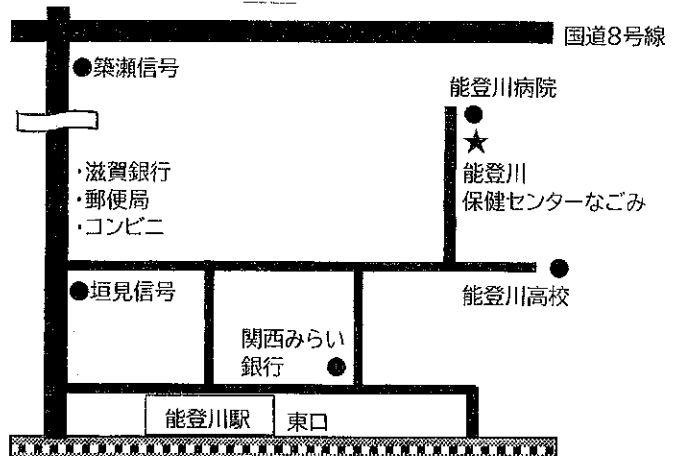 国道8号線
●築瀬信号
能登川病院
能登川
保健センターなごみ
・滋賀銀行
・郵便局
・コンビニ
●垣見信号
能登川高校
関西みらい
銀行
能登川駅
東口